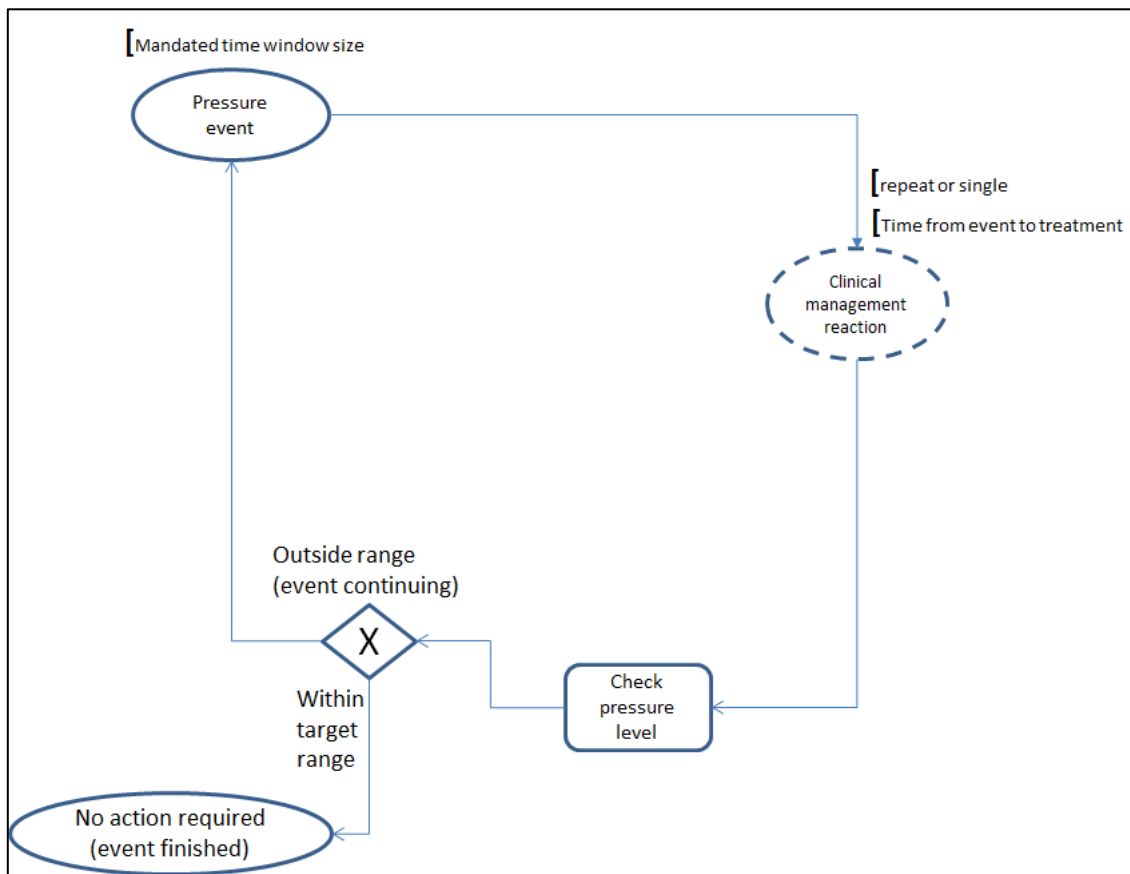 [Mandated time window size
Pressure
event
[repeat or single
[Time from event to treatment
Clinical
management
reaction
Outside range
(event continuing)
X
Check
pressure
level
Within
target
range
No action required
(event finished)